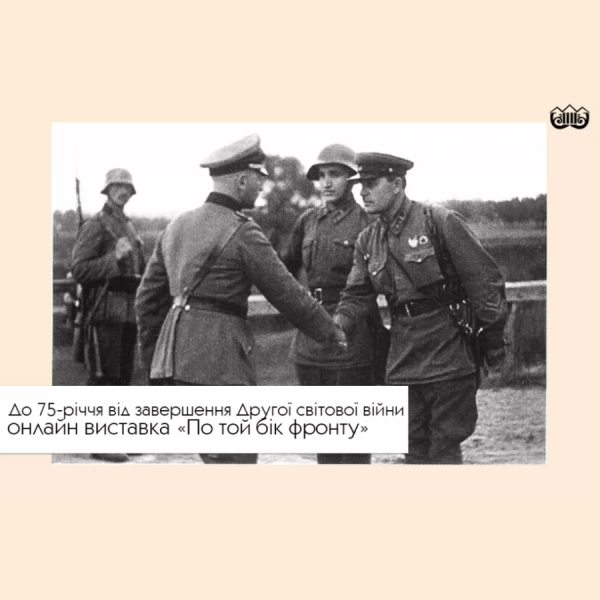 До 75-річчя від завершення Другої світової війни
онлайн виставка «По той бік фронту»